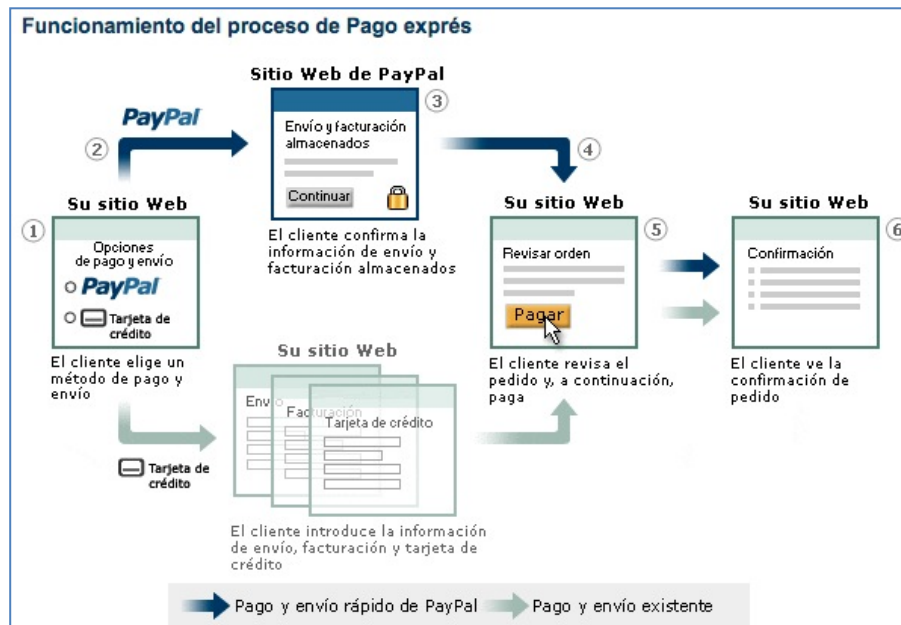 Funcionamiento del proceso de Pago exprés
Sitio Web de PayPal
PayPal
2
3
Envío y facturación
almacenados
Continuar
El cliente confirma la
información de envío y
facturación almacenados
4
Su sitio Web
1
Opciones
de pago y envío
PayPal
Tarjeta de
crédito
El cliente elige un
método de pago y
envío
Tarjeta de
crédito
Su sitio Web
Envío
Facturación
Tarjeta de crédito
El cliente introduce la información
de envío, facturación y tarjeta de
crédito
Su sitio Web
5
Revisar orden
Pagar
El cliente revisa el
pedido y, a continuación,
paga
Su sitio Web
6
Confirmación
El cliente ve la
confirmación de
pedido
Pago y envío rápido de PayPal
Pago y envío existente